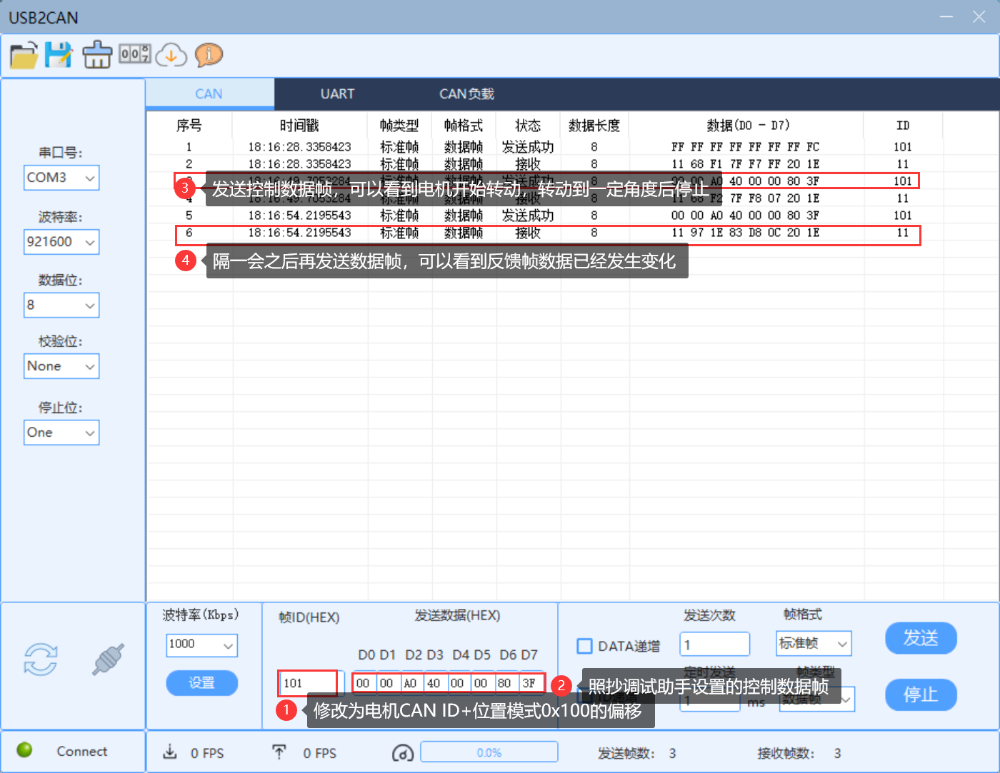 USB2CAN
CAN UART CAN负载
序号 时间戳 帧类型 帧格式 状态 数据长度 数据(D0 - D7) ID
1 18:16:28.3358423 标准帧 数据帧 发送成功 8 FF FF FF FF FF FF FF FC 101
2 18:16:28.3358423 标准帧 数据帧 接收 8 11 68 F1 7F F7 FF 20 1E 11
3 18:16:49.7053284 标准帧 数据帧 发送成功 8 00 00 A0 40 00 00 80 3F 101
3 发送控制数据帧，可以看到电机开始转动，转动到一定角度后停止
4 18:16:49.7053284 标准帧 数据帧 接收 8 11 68 F2 7F F8 07 20 1E 11
5 18:16:54.2195543 标准帧 数据帧 发送成功 8 00 00 A0 40 00 00 80 3F 101
6 18:16:54.2195543 标准帧 数据帧 接收 8 11 97 1E 83 D8 0C 20 1E 11
4 隔一会之后再发送数据帧，可以看到反馈帧数据已经发生变化
串口号:
COM3
波特率:
921600
数据位:
8
校验位:
None
停止位:
One
波特率(Kbps)
1000
设置
帧ID(HEX)
101
发送数据(HEX)
D0 D1 D2 D3 D4 D5 D6 D7
00 00 A0 40 00 00 80 3F
1 修改为电机CAN ID+位置模式0x100的偏移
2 照抄调试助手设置的控制数据帧
DATA递增
ID递增
发送次数
1
帧格式
标准帧
定时发送
1 ms
帧类型
数据帧
发送
停止
Connect
0 FPS
0 FPS
0.0%
发送帧数: 3
接收帧数: 3